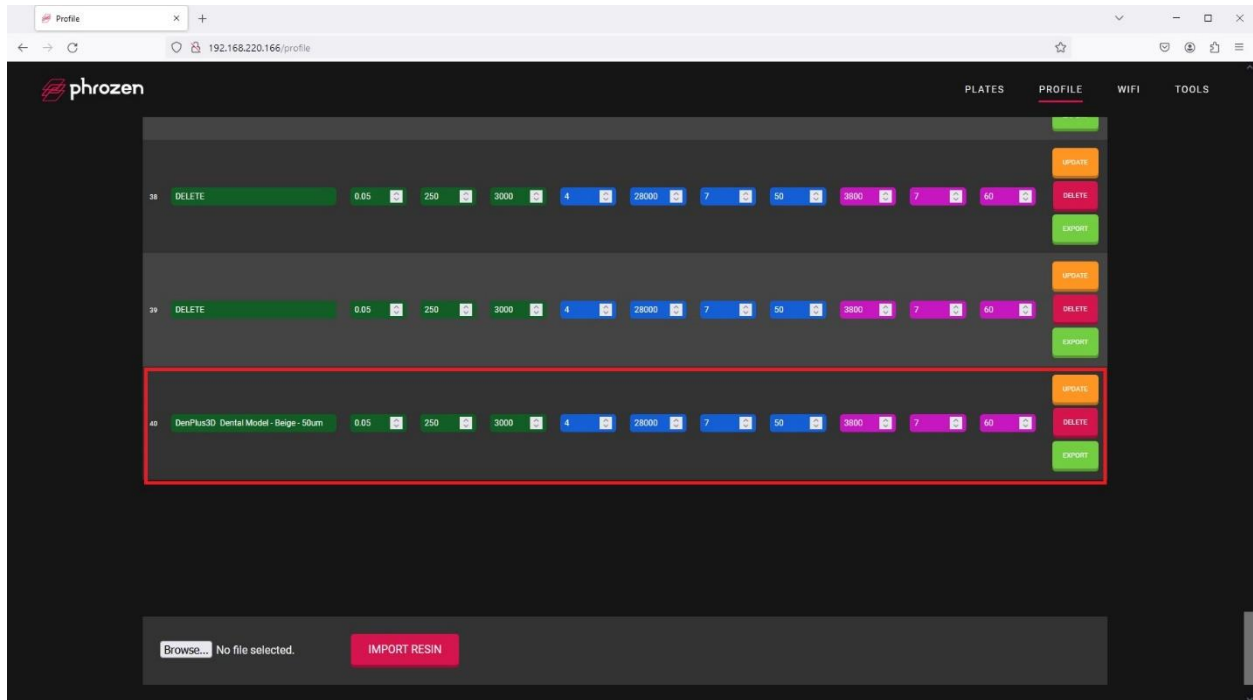 Profile
192.168.220.166/profile
phrozen
PLATES PROFILE WIFI TOOLS
UPDATE
38 DELETE 0.05 250 3000 4 28000 7 50 3800 7 60 DELETE
EXPORT
UPDATE
39 DELETE 0.05 250 3000 4 28000 7 50 3800 7 60 DELETE
EXPORT
UPDATE
40 DenPlus3D Dental Model - Beige - 50um 0.05 250 3000 4 28000 7 50 3800 7 60 DELETE
EXPORT
Browse... No file selected. IMPORT RESIN